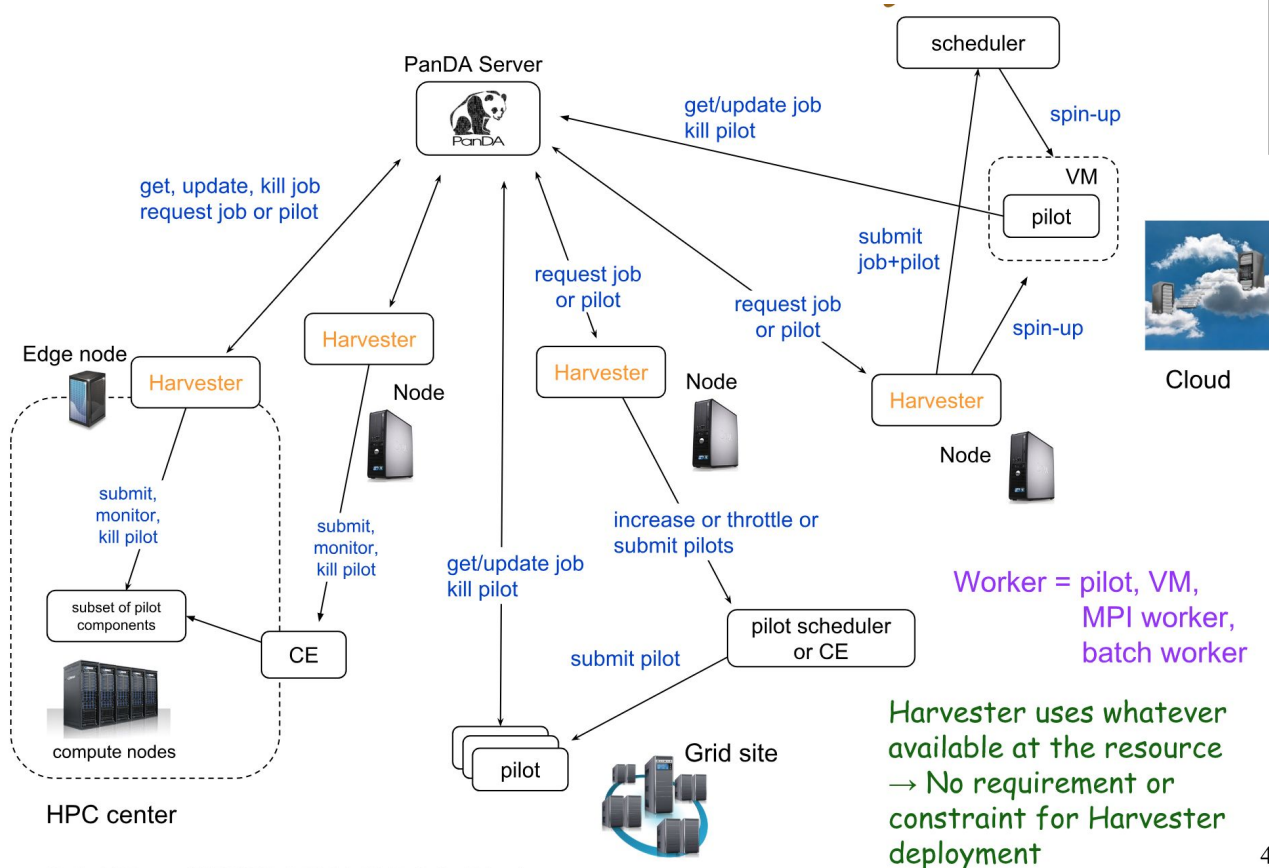 scheduler
PanDA Server
PanDA
get/update job
kill pilot
spin-up
VM
pilot
get, update, kill job
request job or pilot
submit
job+pilot
request job
or pilot
request job
or pilot
spin-up
Harvester
Edge node
Harvester
Node
Harvester
Node
Harvester
Cloud
Node
submit,
monitor,
kill pilot
submit,
monitor,
kill pilot
increase or throttle or
submit pilots
get/update job
kill pilot
Worker = pilot, VM,
MPI worker,
batch worker
subset of pilot
components
CE
pilot scheduler
or CE
submit pilot
compute nodes
pilot
Grid site
HPC center
Harvester uses whatever
available at the resource
→ No requirement or
constraint for Harvester
deployment
4